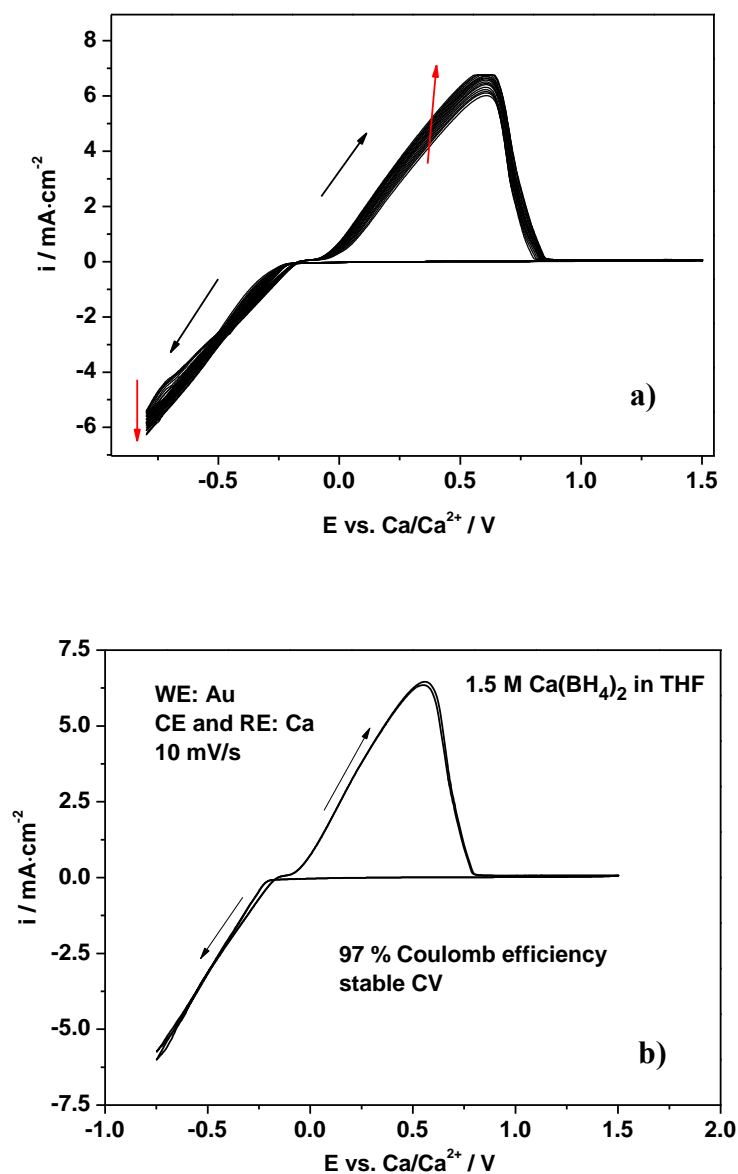 8
6
4
2
0
-2
-4
-6
i / mA·cm-2
a)
-0.5 0.0 0.5 1.0 1.5
E vs. Ca/Ca2+ / V
7.5
5.0
2.5
0.0
-2.5
-5.0
-7.5
i / mA·cm-2
WE: Au
CE and RE: Ca
10 mV/s
1.5 M Ca(BH4)2 in THF
97 % Coulomb efficiency
stable CV
b)
-1.0 -0.5 0.0 0.5 1.0 1.5 2.0
E vs. Ca/Ca2+ / V